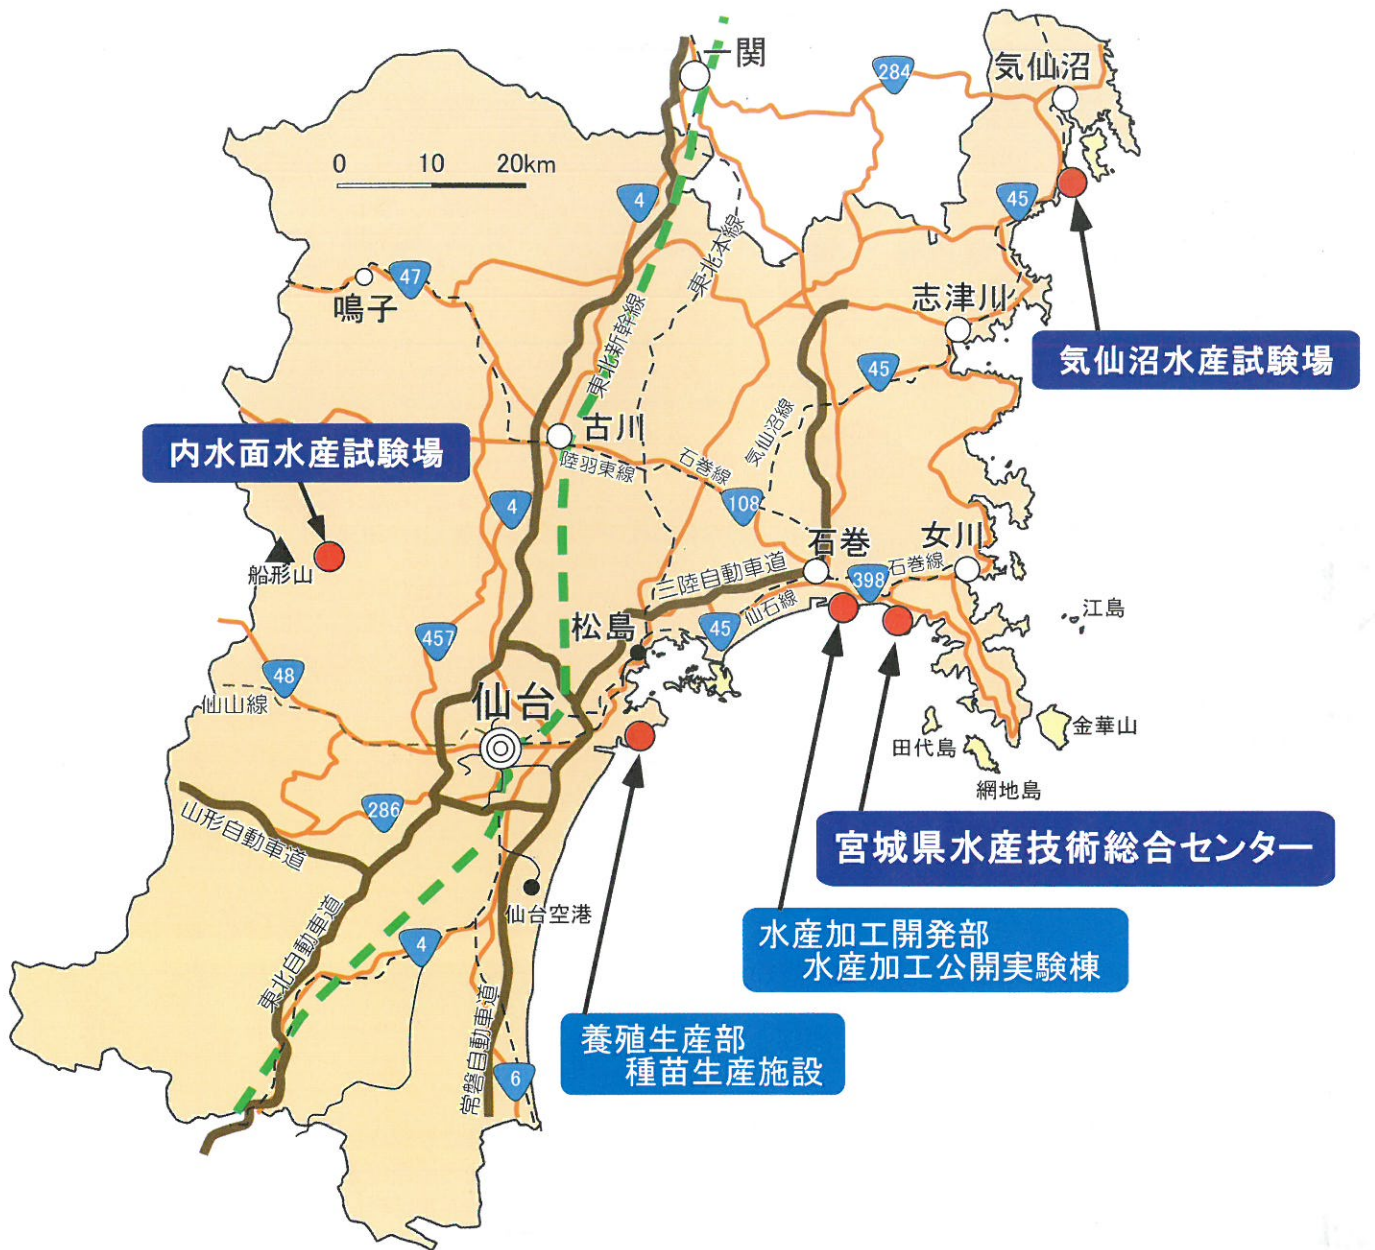 一関
気仙沼
284
0 10 20km
4
45
47
鳴子
東北本線
志津川
東北新幹線
気仙沼水産試験場
45
気仙沼線
古川
内水面水産試験場
陸羽東線
石巻線
108
4
石巻
女川
船形山
三陸自動車道
398
石巻線
仙石線
江島
松島
45
457
48
仙山線
仙台
田代島
金華山
網地島
286
山形自動車道
宮城県水産技術総合センター
仙台空港
水産加工開発部
水産加工公開実験棟
東北自動車道
4
養殖生産部
種苗生産施設
常磐自動車道
6